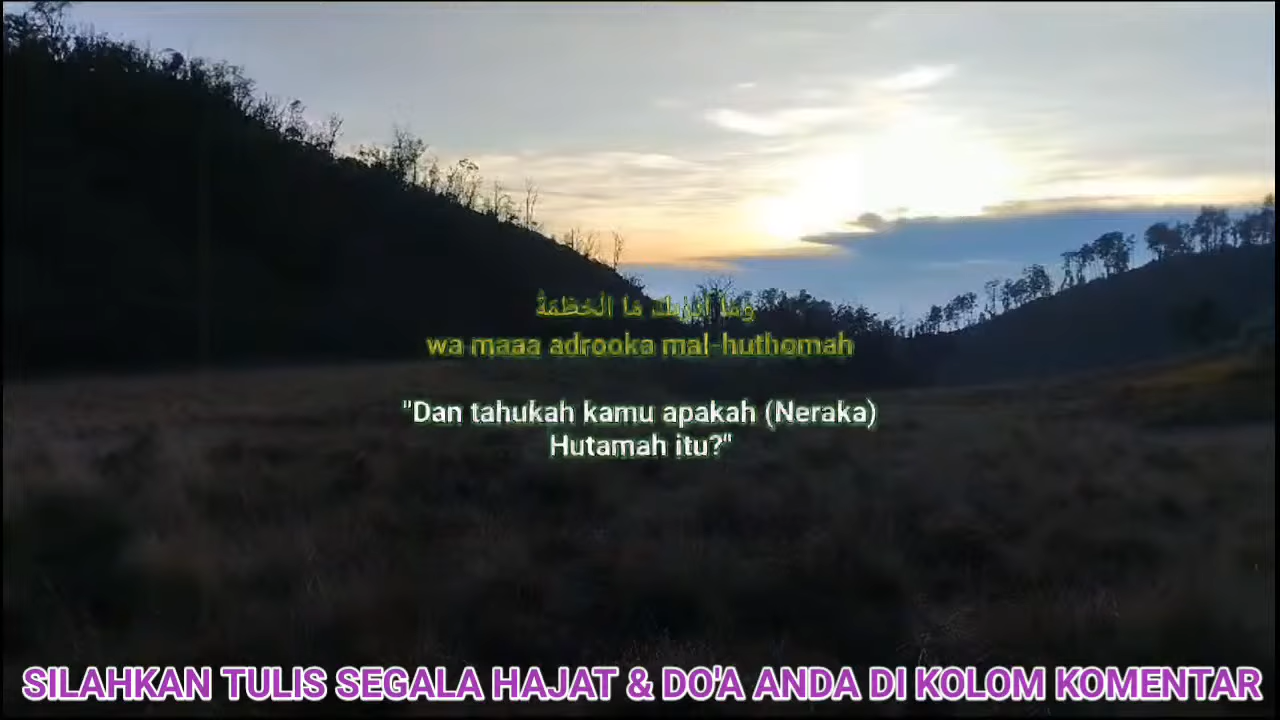 وَمَآ اَدْرٰىكَ مَا الْحُطَمَةُ
wa maaa adrooka mal-huthomah
"Dan tahukah kamu apakah (Neraka)
Hutamah itu?"
SILAHKAN TULIS SEGALA HAJAT & DO'A ANDA DI KOLOM KOMENTAR